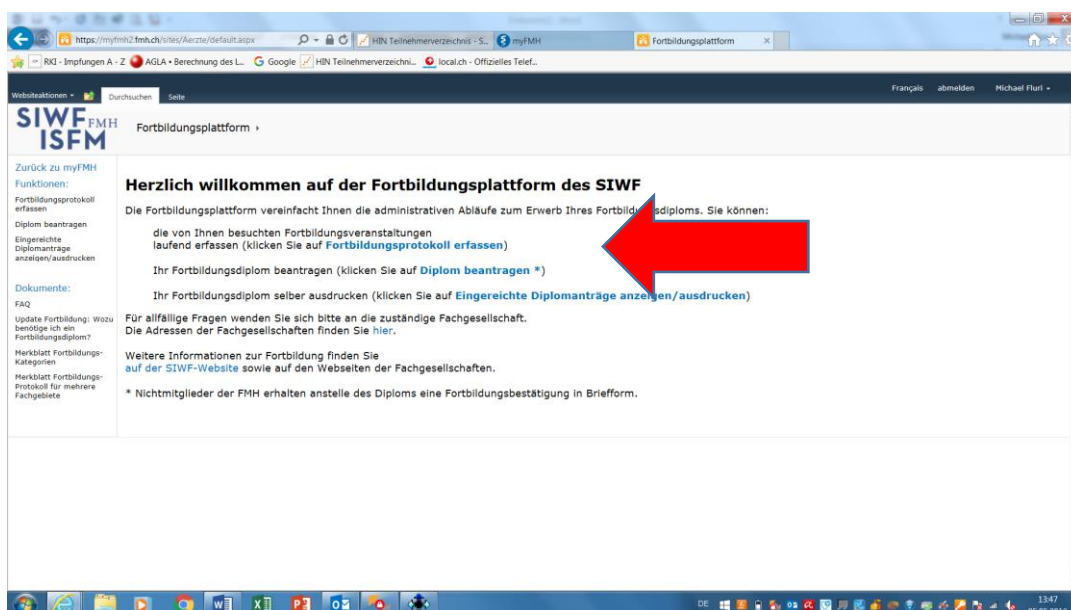 https://myfmh2.fmh.ch/sites/Aerzte/default.aspx
HIN Teilnehmerverzeichnis - S...
myFMH
Fortbildungsplattform
RKI - Impfungen A - Z
AGLA • Berechnung des L...
Google
HIN Teilnehmerverzeichni...
local.ch - Offizielles Telef...
Websiteaktionen
Durchsuchen
Seite
Français
abmelden
Michael Fluri
SIWF FMH
ISFM
Fortbildungsplattform
Zurück zu myFMH
Funktionen:
Fortbildungsprotokoll
erfassen
Diplom beantragen
Eingereichte
Diplomanträge
anzeigen/ausdrucken
Dokumente:
FAQ
Update Fortbildung: Wozu
benötige ich ein
Fortbildungsdiplom?
Merkblatt Fortbildungs-
Kategorien
Merkblatt Fortbildungs-
Protokoll für mehrere
Fachgebiete
Herzlich willkommen auf der Fortbildungsplattform des SIWF
Die Fortbildungsplattform vereinfacht Ihnen die administrativen Abläufe zum Erwerb Ihres Fortbildungsdiploms. Sie können:
die von Ihnen besuchten Fortbildungsveranstaltungen
laufend erfassen (klicken Sie auf Fortbildungsprotokoll erfassen)
Ihr Fortbildungsdiplom beantragen (klicken Sie auf Diplom beantragen *)
Ihr Fortbildungsdiplom selber ausdrucken (klicken Sie auf Eingereichte Diplomanträge anzeigen/ausdrucken)
Für allfällige Fragen wenden Sie sich bitte an die zuständige Fachgesellschaft.
Die Adressen der Fachgesellschaften finden Sie hier.
Weitere Informationen zur Fortbildung finden Sie
auf der SIWF-Website sowie auf den Webseiten der Fachgesellschaften.
* Nichtmitglieder der FMH erhalten anstelle des Diploms eine Fortbildungsbestätigung in Briefform.
DE
13:47